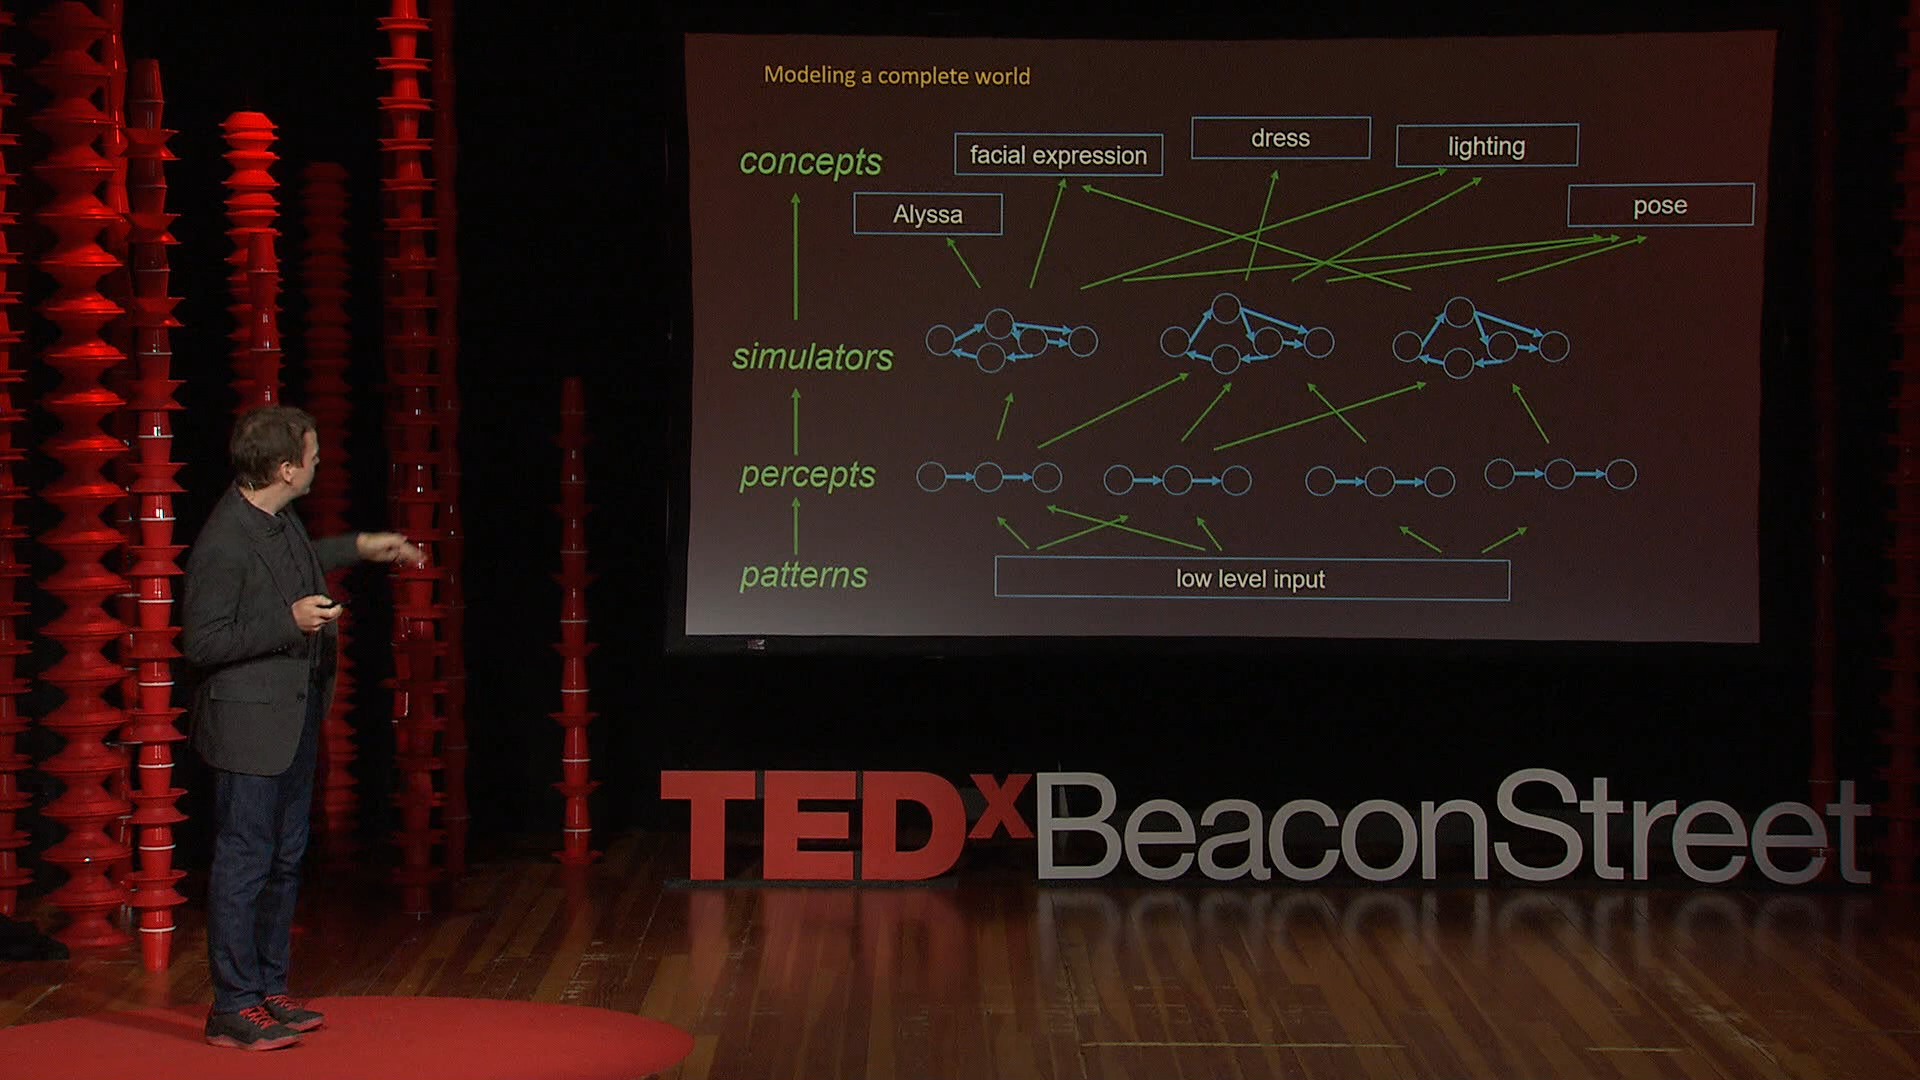 Modeling a complete world
concepts
facial expression
dress
lighting
Alyssa
pose
simulators
percepts
patterns
low level input
TEDxBeaconStreet